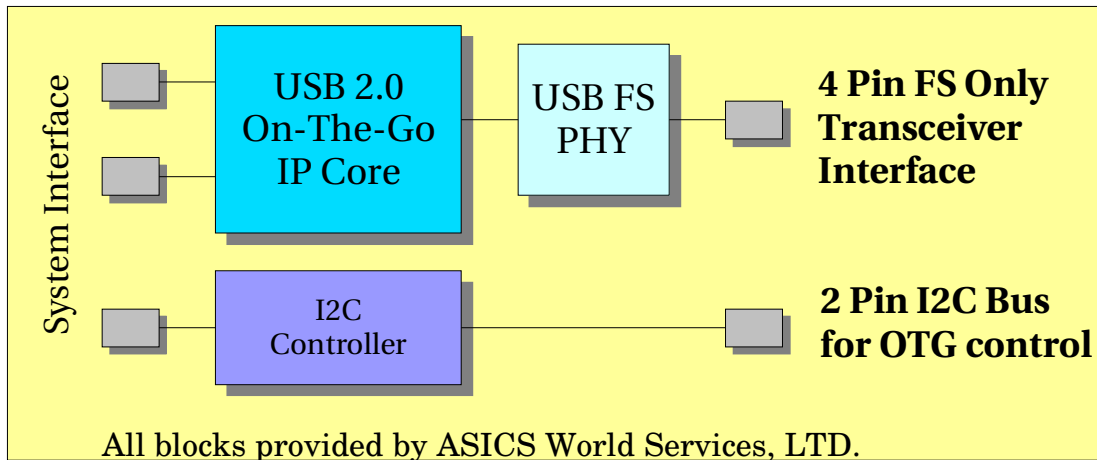 System Interface
USB 2.0
On-The-Go
IP Core
USB FS
PHY
4 Pin FS Only
Transceiver
Interface
I2C
Controller
2 Pin I2C Bus
for OTG control
All blocks provided by ASICS World Services, LTD.